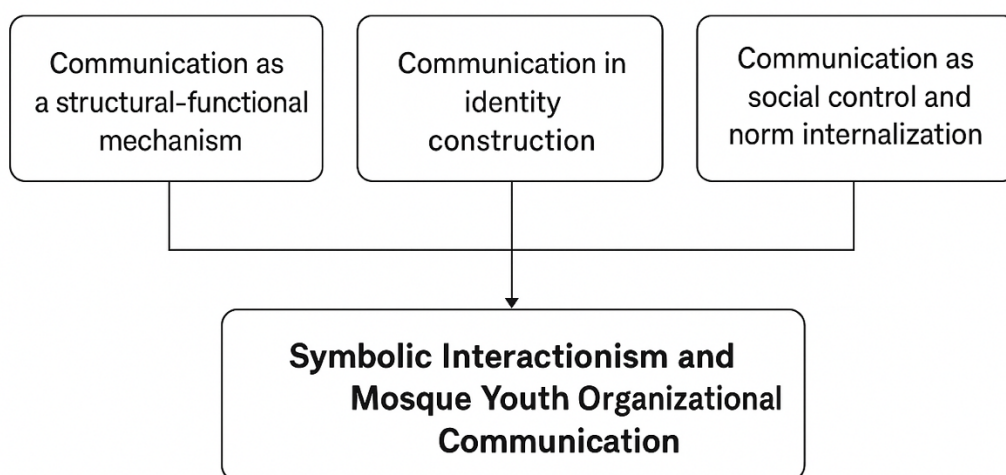 Communication as
a structural-functional
mechanism
Communication in
identity
construction
Communication as
social control and
norm internalization
Symbolic Interactionism and
Mosque Youth Organizational
Communication